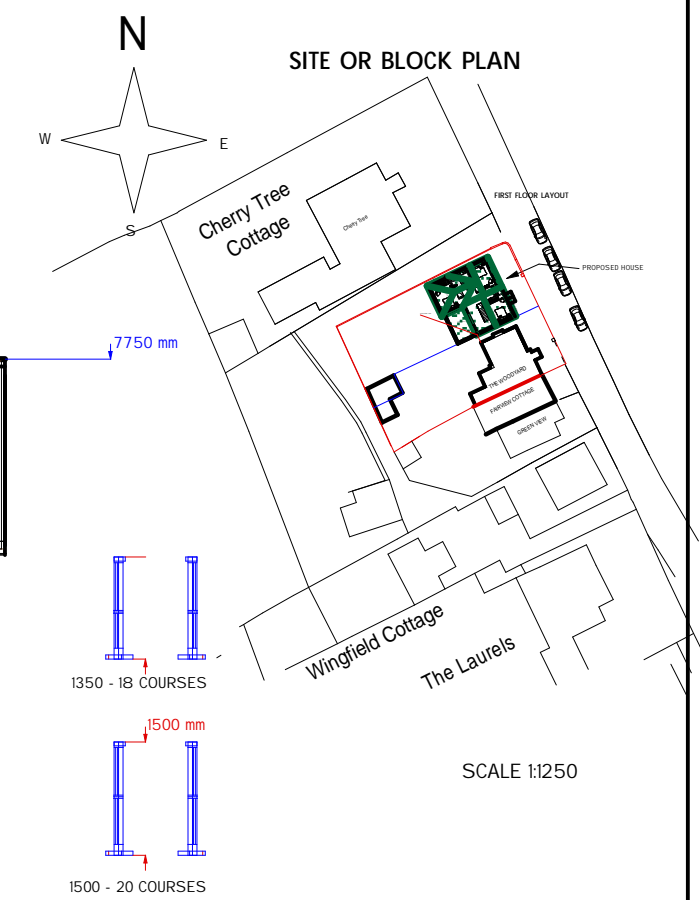 N
SITE OR BLOCK PLAN
W
E
S
Cherry Tree
Cottage
Cherry Tree
FIRST FLOOR LAYOUT
PROPOSED HOUSE
7750 mm
THE WOODYARD
FAIRVIEW COTTAGE
GREEN VIEW
1350 - 18 COURSES
Wingfield Cottage
The Laurels
1500 mm
SCALE 1:1250
1500 - 20 COURSES